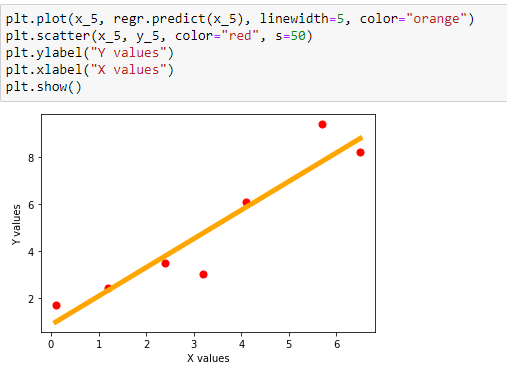 plt.plot(x_5, regr.predict(x_5), linewidth=5, color="orange")
plt.scatter(x_5, y_5, color="red", s=50)
plt.ylabel("Y values")
plt.xlabel("X values")
plt.show()
8
6
4
2
Y values
0 1 2 3 4 5 6
X values